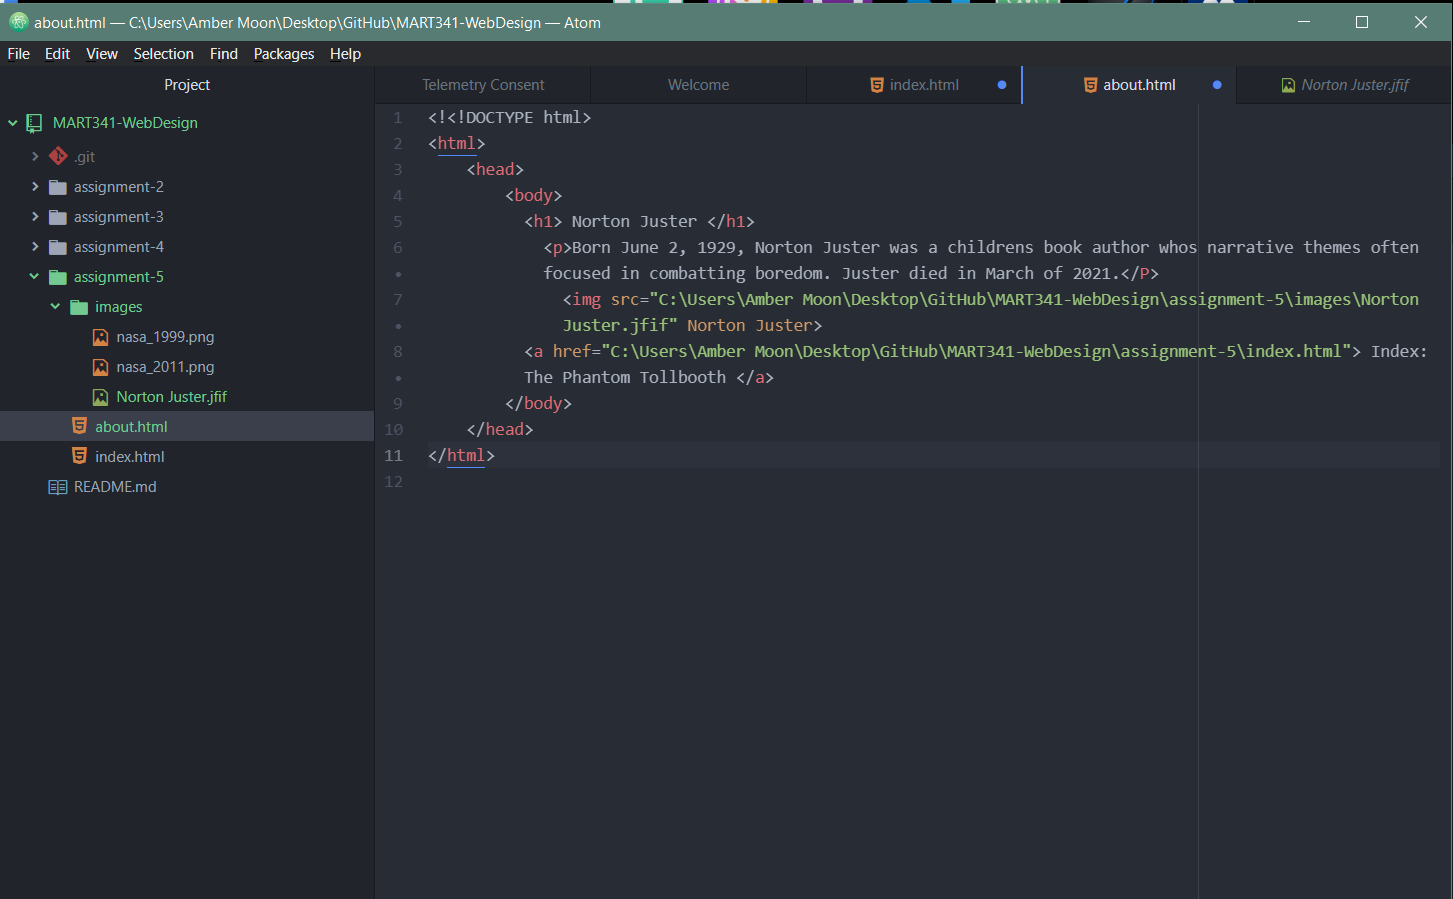 about.html — C:\Users\Amber Moon\Desktop\GitHub\MART341-WebDesign — Atom
File Edit View Selection Find Packages Help
Project
MART341-WebDesign
.git
assignment-2
assignment-3
assignment-4
assignment-5
images
nasa_1999.png
nasa_2011.png
Norton Juster.jfif
about.html
index.html
README.md
Telemetry Consent Welcome index.html about.html Norton Juster.jfif
1 <!<!DOCTYPE html>
2 <html>
3 <head>
4 <body>
5 <h1> Norton Juster </h1>
6 <p>Born June 2, 1929, Norton Juster was a childrens book author whos narrative themes often
• focused in combatting boredom. Juster died in March of 2021.</P>
7 <img src="C:\Users\Amber Moon\Desktop\GitHub\MART341-WebDesign\assignment-5\images\Norton
• Juster.jfif" Norton Juster>
8 <a href="C:\Users\Amber Moon\Desktop\GitHub\MART341-WebDesign\assignment-5\index.html"> Index:
• The Phantom Tollbooth </a>
9 </body>
10 </head>
11 </html>
12